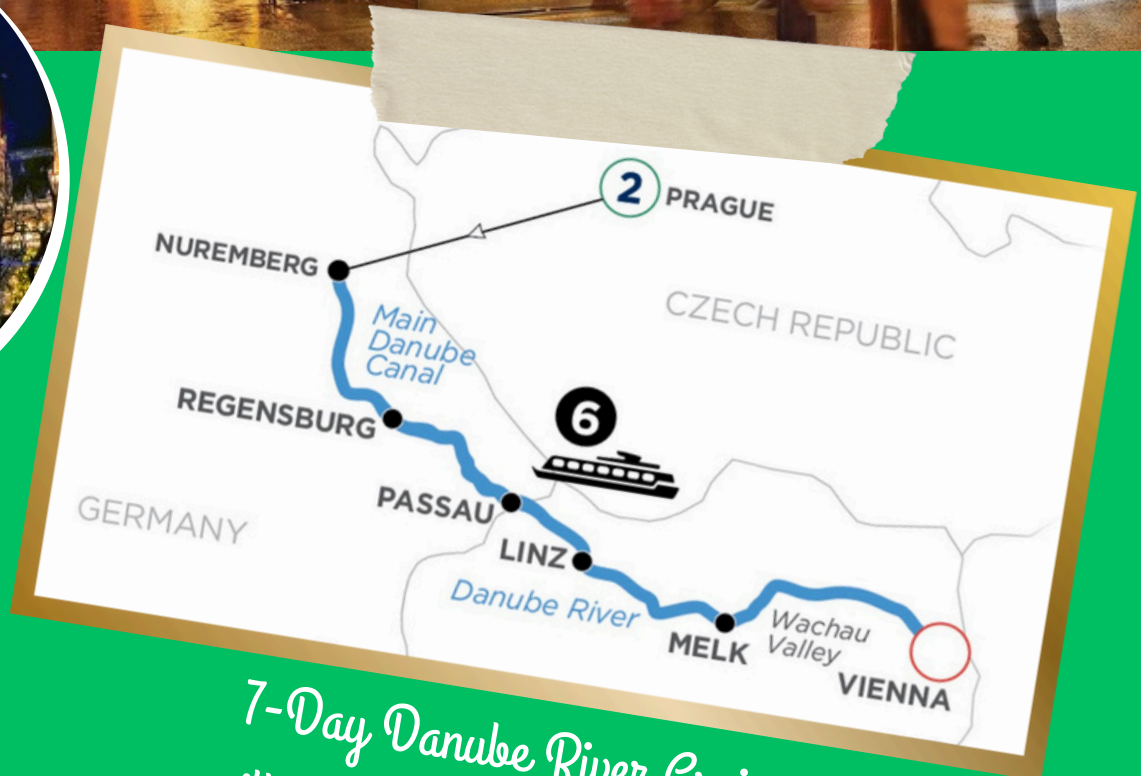 2 PRAGUE
NUREMBERG
CZECH REPUBLIC
Main
Danube
Canal
REGENSBURG
6
PASSAU
GERMANY
LINZ
Danube River
Wachau
Valley
MELK
VIENNA
7-Day Danube River